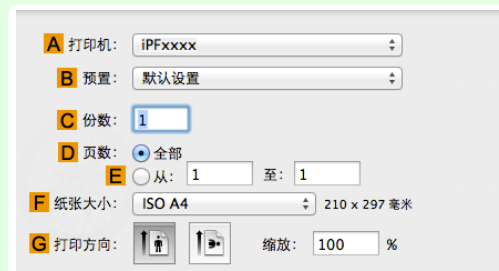 A 打印机: iPFxxxx
B 预置: 默认设置
C 份数: 1
D 页数: 全部
E 从: 1 至: 1
F 纸张大小: ISO A4 210 x 297 毫米
G 打印方向: 缩放: 100 %